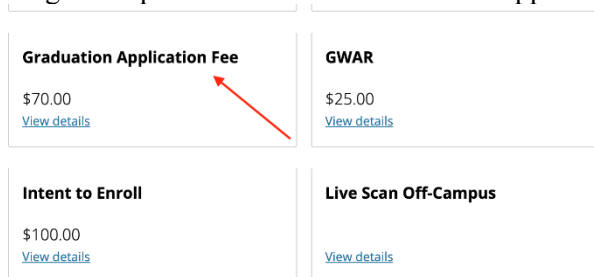 Graduation Application Fee
$70.00
View details
GWAR
$25.00
View details
Intent to Enroll
$100.00
View details
Live Scan Off-Campus
View details